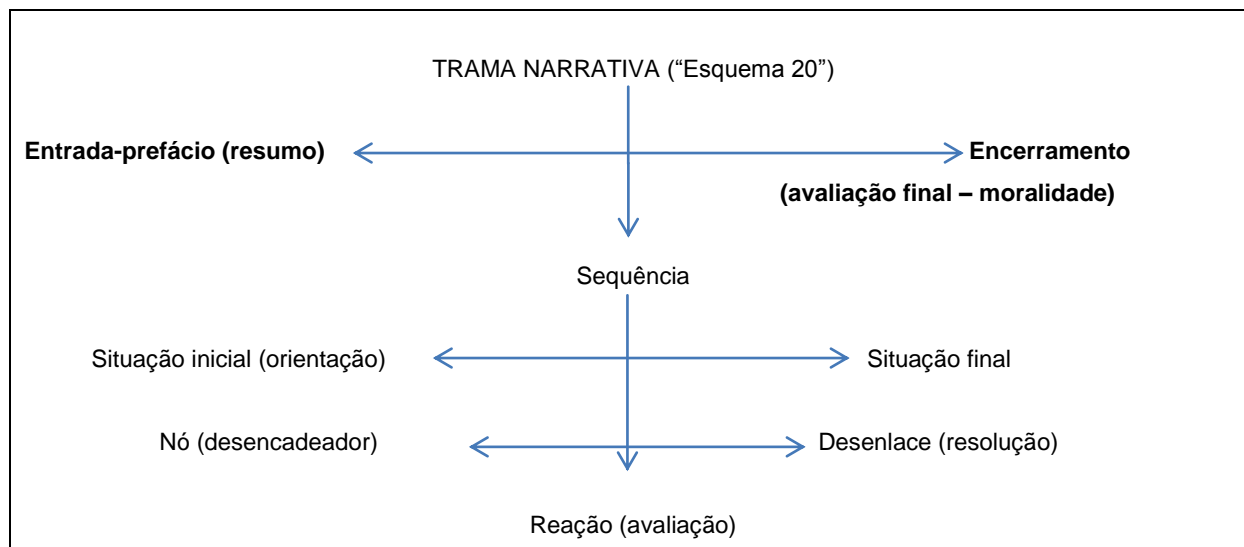 TRAMA NARRATIVA (“Esquema 20”)
Entrada-prefácio (resumo) Encerramento
(avaliação final – moralidade)
Sequência
Situação inicial (orientação) Situação final
Nó (desencadeador) Desenlace (resolução)
Reação (avaliação)